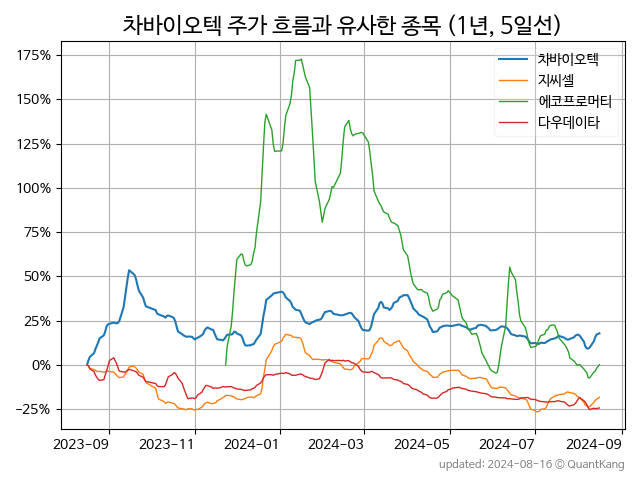 차바이오텍 주가 흐름과 유사한 종목 (1년, 5일선)
차바이오텍
지씨셀
에코프로머티
다우데이타
175%
150%
125%
100%
75%
50%
25%
0%
−25%
2023-09 2023-11 2024-01 2024-03 2024-05 2024-07 2024-09
updated: 2024-08-16 © QuantKang